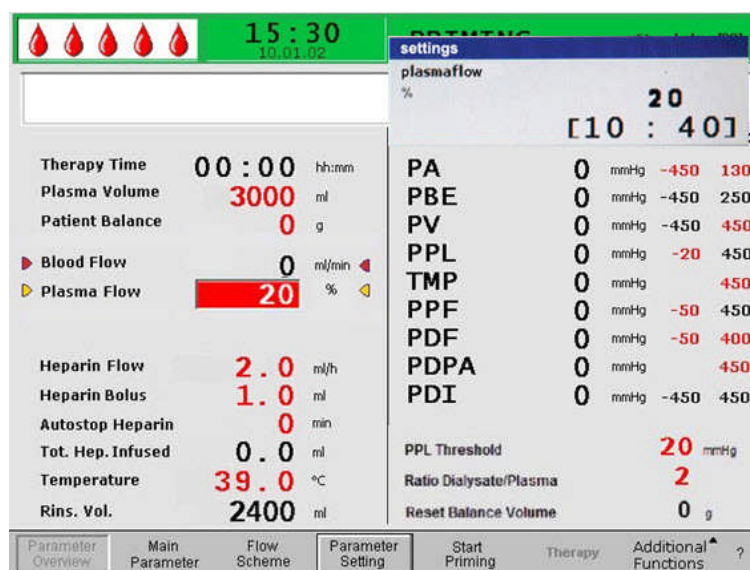 15:30
10.01.02
PRIMING
settings
plasmaflow
% 20
[10 : 40]
Therapy Time 00:00 hh:mm
Plasma Volume 3000 ml
Patient Balance 0 g
Blood Flow 0 ml/min
Plasma Flow 20 %
Heparin Flow 2.0 ml/h
Heparin Bolus 1.0 ml
Autostop Heparin 0 min
Tot. Hep. Infused 0.0 ml
Temperature 39.0 °C
Rins. Vol. 2400 ml
PA 0 mmHg -450 130
PBE 0 mmHg -450 250
PV 0 mmHg -450 450
PPL 0 mmHg -20 450
TMP 0 mmHg 450
PPF 0 mmHg -50 450
PDF 0 mmHg -50 400
PDPA 0 mmHg 450
PDI 0 mmHg -450 450
PPL Threshold 20 mmHg
Ratio Dialysate/Plasma 2
Reset Balance Volume 0 g
Parameter Overview
Main Parameter
Flow Scheme
Parameter Setting
Start Priming
Therapy
Additional Functions
?